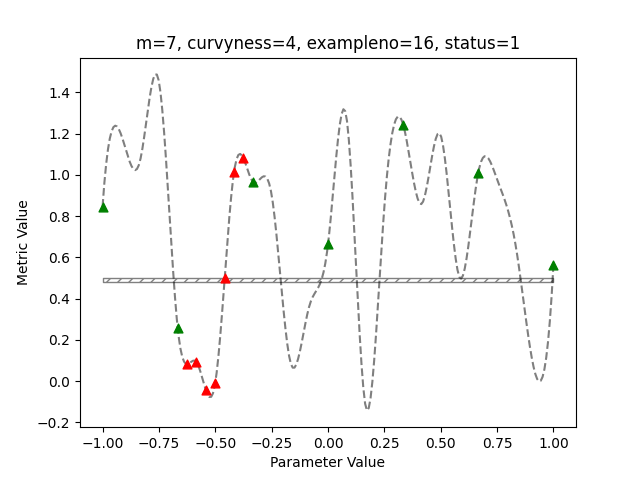 m=7, curvyness=4, exampleno=16, status=1
Metric Value
1.4
1.2
1.0
0.8
0.6
0.4
0.2
0.0
−0.2
−1.00 −0.75 −0.50 −0.25 0.00 0.25 0.50 0.75 1.00
Parameter Value